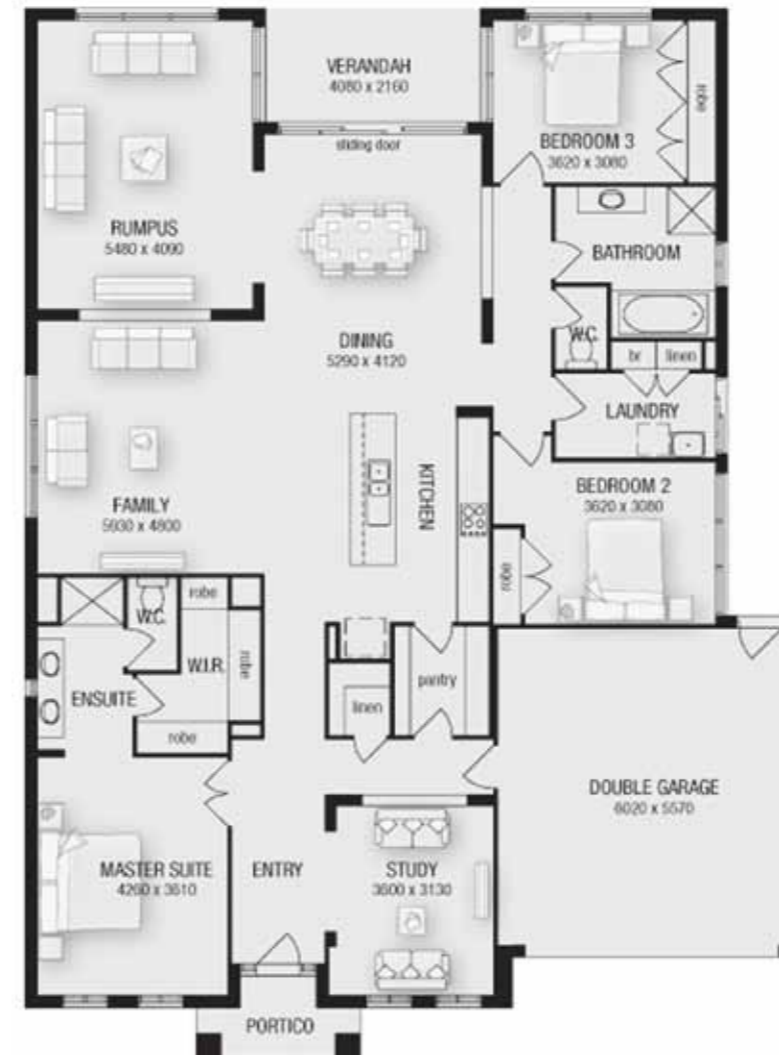 VERANDAH
4080 x 2160
sliding door
BEDROOM 3
3620 x 3080
robe
RUMPUS
5480 x 4090
BATHROOM
W.C.
DINING
5290 x 4120
br
linen
LAUNDRY
KITCHEN
FAMILY
5930 x 4800
BEDROOM 2
3620 x 3080
robe
W.C.
robe
robe
W.I.R.
ENSUITE
robe
linen
pantry
DOUBLE GARAGE
6020 x 5570
MASTER SUITE
4260 x 3610
ENTRY
STUDY
3600 x 3130
PORTICO